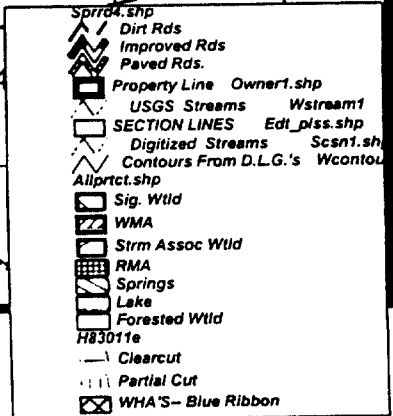 Sprrd4.shp
Dirt Rds
Improved Rds
Paved Rds.
Property Line Owner1.shp
USGS Streams Wstream1
SECTION LINES Edt_plss.shp
Digitized Streams Scsn1.sh
Contours From D.L.G.'s Wcontou
Allprtct.shp
Sig. Wtld
WMA
Strm Assoc Wtld
RMA
Springs
Lake
Forested Wtld
H83011e
Clearcut
Partial Cut
WHA'S-- Blue Ribbon